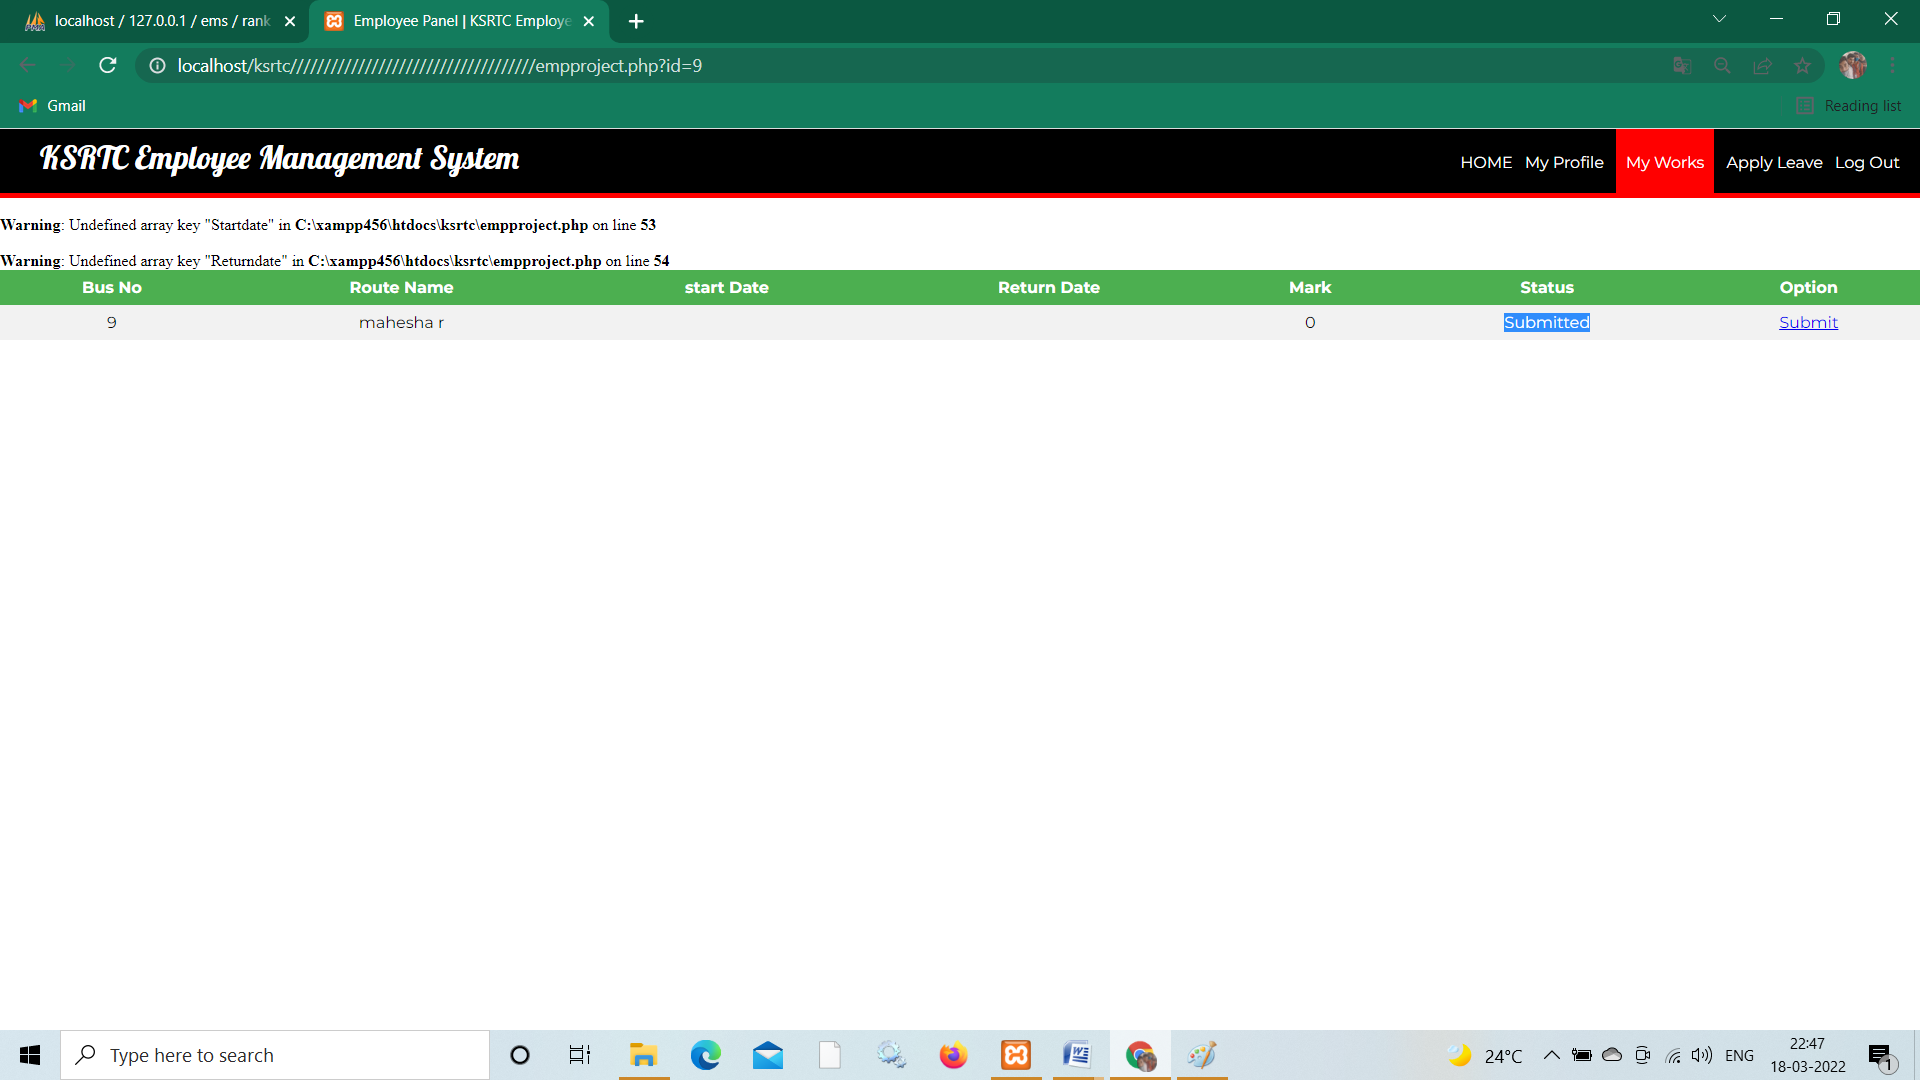 localhost / 127.0.0.1 / ems / rank
Employee Panel | KSRTC Employe
localhost/ksrtc////////////////////////////////////empproject.php?id=9
Gmail
Reading list
KSRTC Employee Management System
HOME My Profile My Works Apply Leave Log Out
Warning: Undefined array key "Startdate" in C:\xampp456\htdocs\ksrtc\empproject.php on line 53
Warning: Undefined array key "Returndate" in C:\xampp456\htdocs\ksrtc\empproject.php on line 54
Bus No Route Name start Date Return Date Mark Status Option
9 mahesha r 0 Submitted Submit
Type here to search
24°C
ENG
22:47
18-03-2022
1